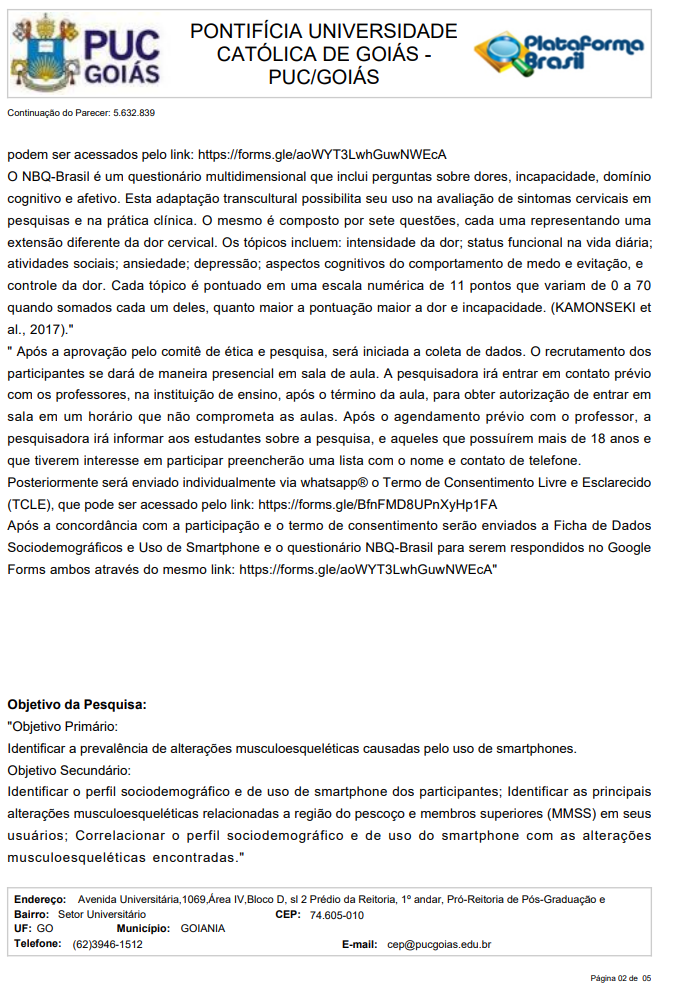 PUC
GOIÁS
PONTIFÍCIA UNIVERSIDADE
CATÓLICA DE GOIÁS -
PUC/GOIÁS
Plataforma
Brasil
Continuação do Parecer: 5.632.839
podem ser acessados pelo link: https://forms.gle/aoWYT3LwhGuwNWEcA
O NBQ-Brasil é um questionário multidimensional que inclui perguntas sobre dores, incapacidade, domínio
cognitivo e afetivo. Esta adaptação transcultural possibilita seu uso na avaliação de sintomas cervicais em
pesquisas e na prática clínica. O mesmo é composto por sete questões, cada uma representando uma
extensão diferente da dor cervical. Os tópicos incluem: intensidade da dor; status funcional na vida diária;
atividades sociais; ansiedade; depressão; aspectos cognitivos do comportamento de medo e evitação, e
controle da dor. Cada tópico é pontuado em uma escala numérica de 11 pontos que variam de 0 a 70
quando somados cada um deles, quanto maior a pontuação maior a dor e incapacidade. (KAMONSEKI et
al., 2017)."
" Após a aprovação pelo comitê de ética e pesquisa, será iniciada a coleta de dados. O recrutamento dos
participantes se dará de maneira presencial em sala de aula. A pesquisadora irá entrar em contato prévio
com os professores, na instituição de ensino, após o término da aula, para obter autorização de entrar em
sala em um horário que não comprometa as aulas. Após o agendamento prévio com o professor, a
pesquisadora irá informar aos estudantes sobre a pesquisa, e aqueles que possuírem mais de 18 anos e
que tiverem interesse em participar preencherão uma lista com o nome e contato de telefone.
Posteriormente será enviado individualmente via whatsapp® o Termo de Consentimento Livre e Esclarecido
(TCLE), que pode ser acessado pelo link: https://forms.gle/BfnFMD8UPnXyHp1FA
Após a concordância com a participação e o termo de consentimento serão enviados a Ficha de Dados
Sociodemográficos e Uso de Smartphone e o questionário NBQ-Brasil para serem respondidos no Google
Forms ambos através do mesmo link: https://forms.gle/aoWYT3LwhGuwNWEcA"
Objetivo da Pesquisa:
"Objetivo Primário:
Identificar a prevalência de alterações musculoesqueléticas causadas pelo uso de smartphones.
Objetivo Secundário:
Identificar o perfil sociodemográfico e de uso de smartphone dos participantes; Identificar as principais
alterações musculoesqueléticas relacionadas a região do pescoço e membros superiores (MMSS) em seus
usuários; Correlacionar o perfil sociodemográfico e de uso do smartphone com as alterações
musculoesqueléticas encontradas."
Endereço: Avenida Universitária,1069,Área IV,Bloco D, sl 2 Prédio da Reitoria, 1º andar, Pró-Reitoria de Pós-Graduação e
Bairro: Setor Universitário CEP: 74.605-010
UF: GO Município: GOIANIA
Telefone: (62)3946-1512 E-mail: cep@pucgoias.edu.br
Página 02 de 05